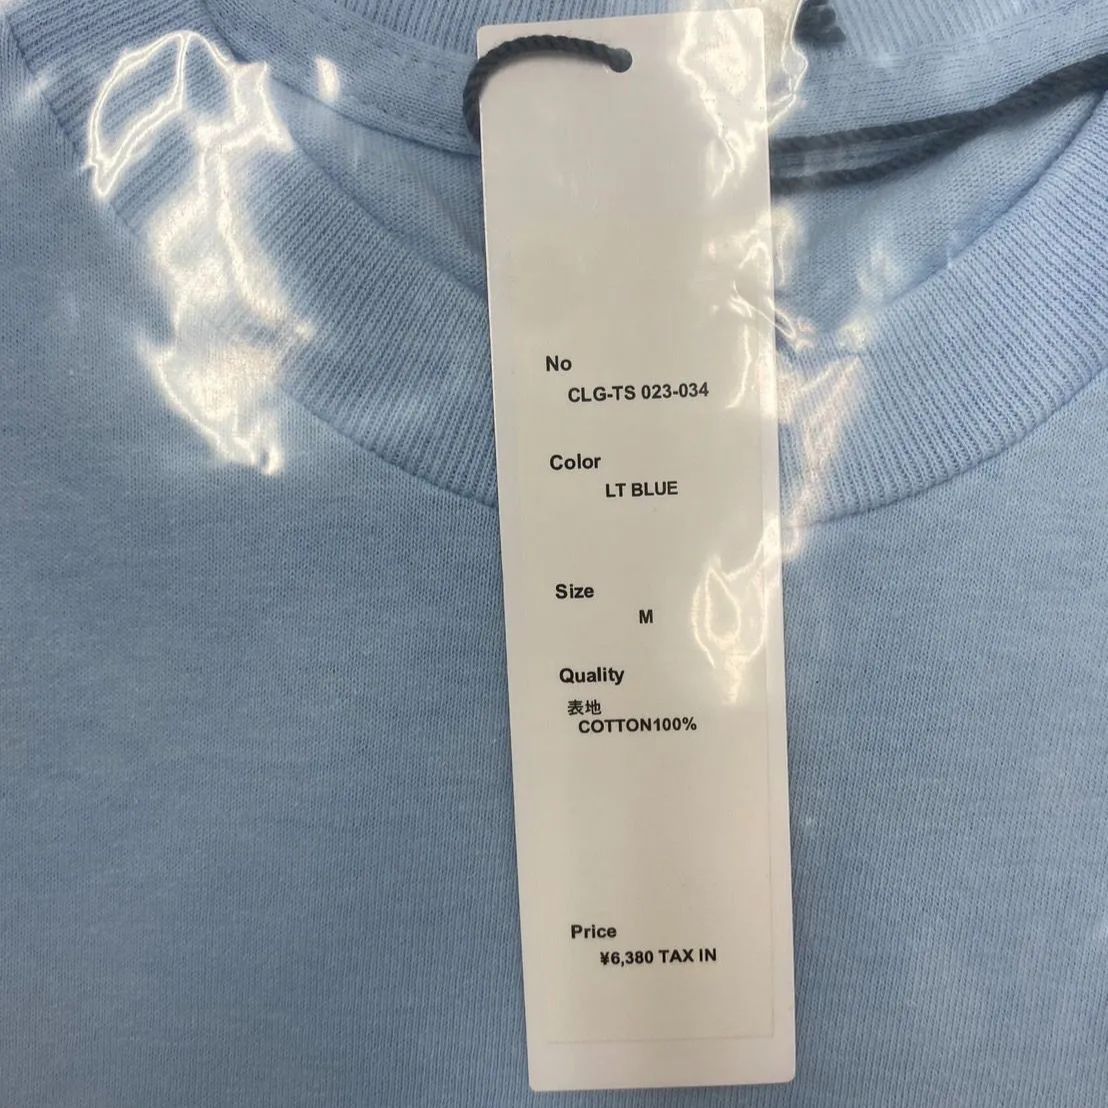 No
CLG-TS 023-034
Color
LT BLUE
Size
M
Quality
表地
COTTON100%
Price
¥6,380 TAX IN